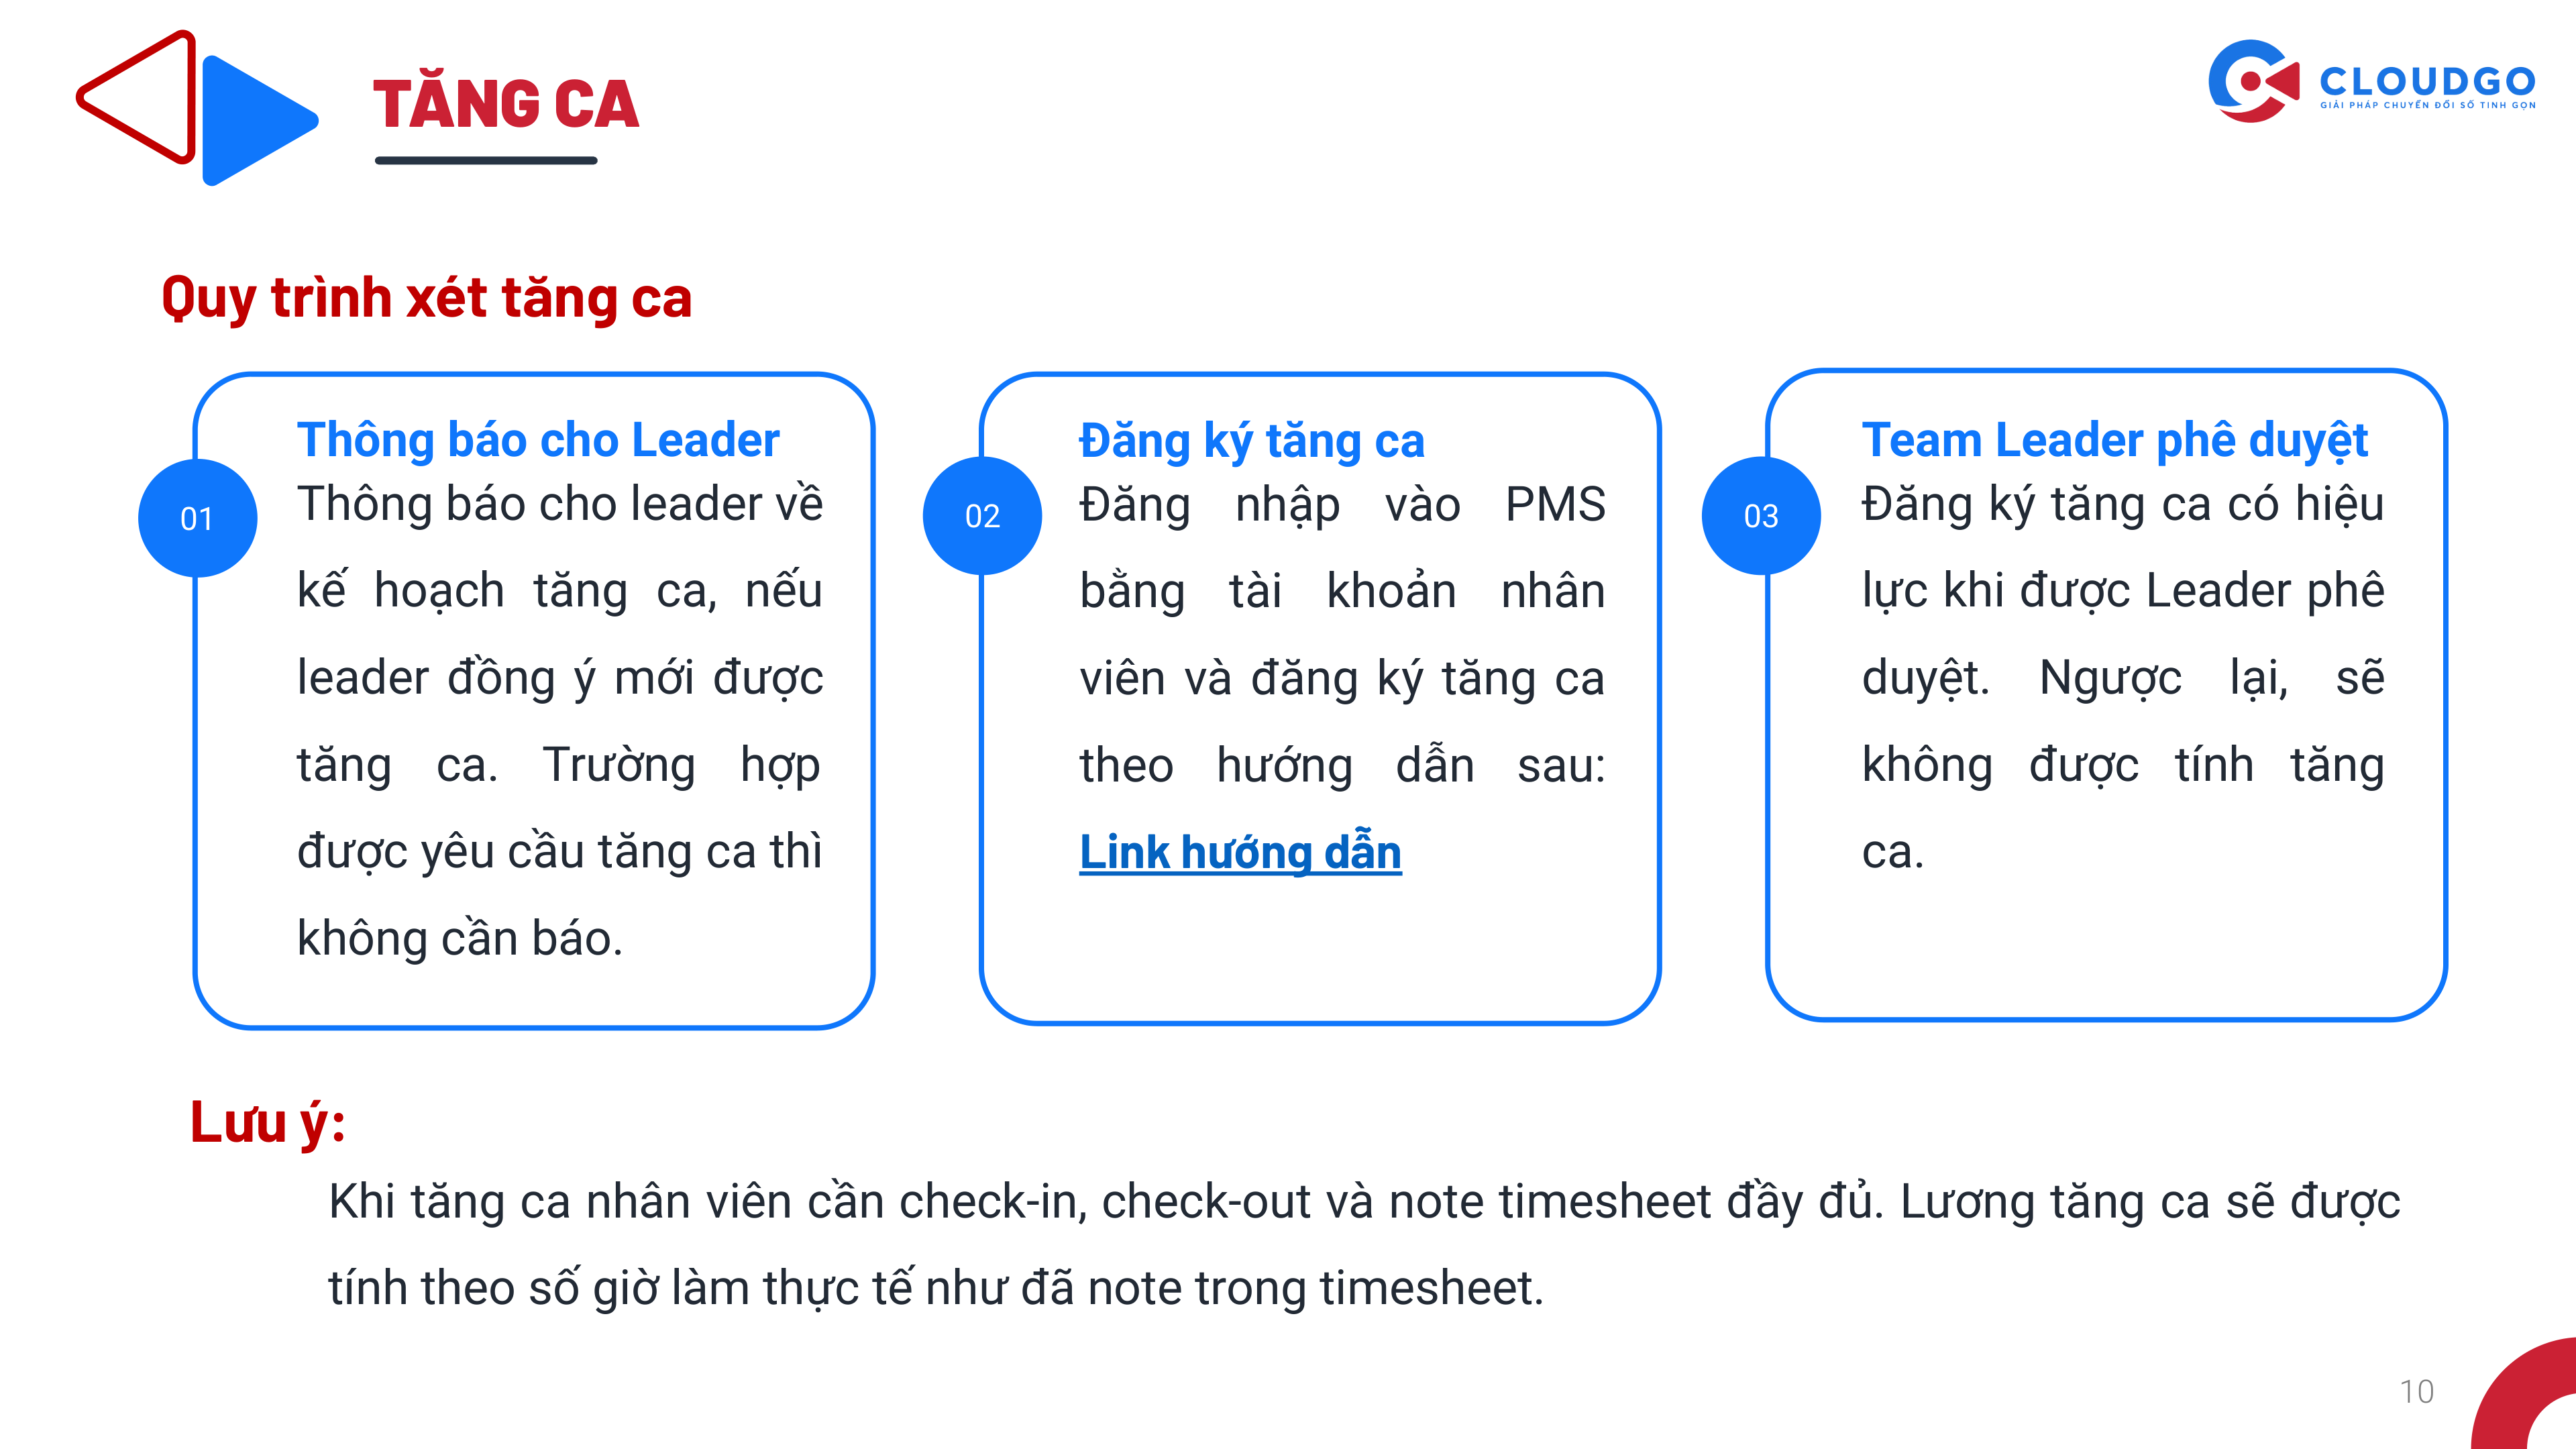 TĂNG CA
CLOUDGO
GIẢI PHÁP CHUYỂN ĐỔI SỐ TINH GỌN
Quy trình xét tăng ca
01
Thông báo cho Leader
Thông báo cho leader về
kế hoạch tăng ca, nếu
leader đồng ý mới được
tăng ca. Trường hợp
được yêu cầu tăng ca thì
không cần báo.
02
Đăng ký tăng ca
Đăng nhập vào PMS
bằng tài khoản nhân
viên và đăng ký tăng ca
theo hướng dẫn sau:
Link hướng dẫn
03
Team Leader phê duyệt
Đăng ký tăng ca có hiệu
lực khi được Leader phê
duyệt. Ngược lại, sẽ
không được tính tăng
ca.
Lưu ý:
Khi tăng ca nhân viên cần check-in, check-out và note timesheet đầy đủ. Lương tăng ca sẽ được
tính theo số giờ làm thực tế như đã note trong timesheet.
10